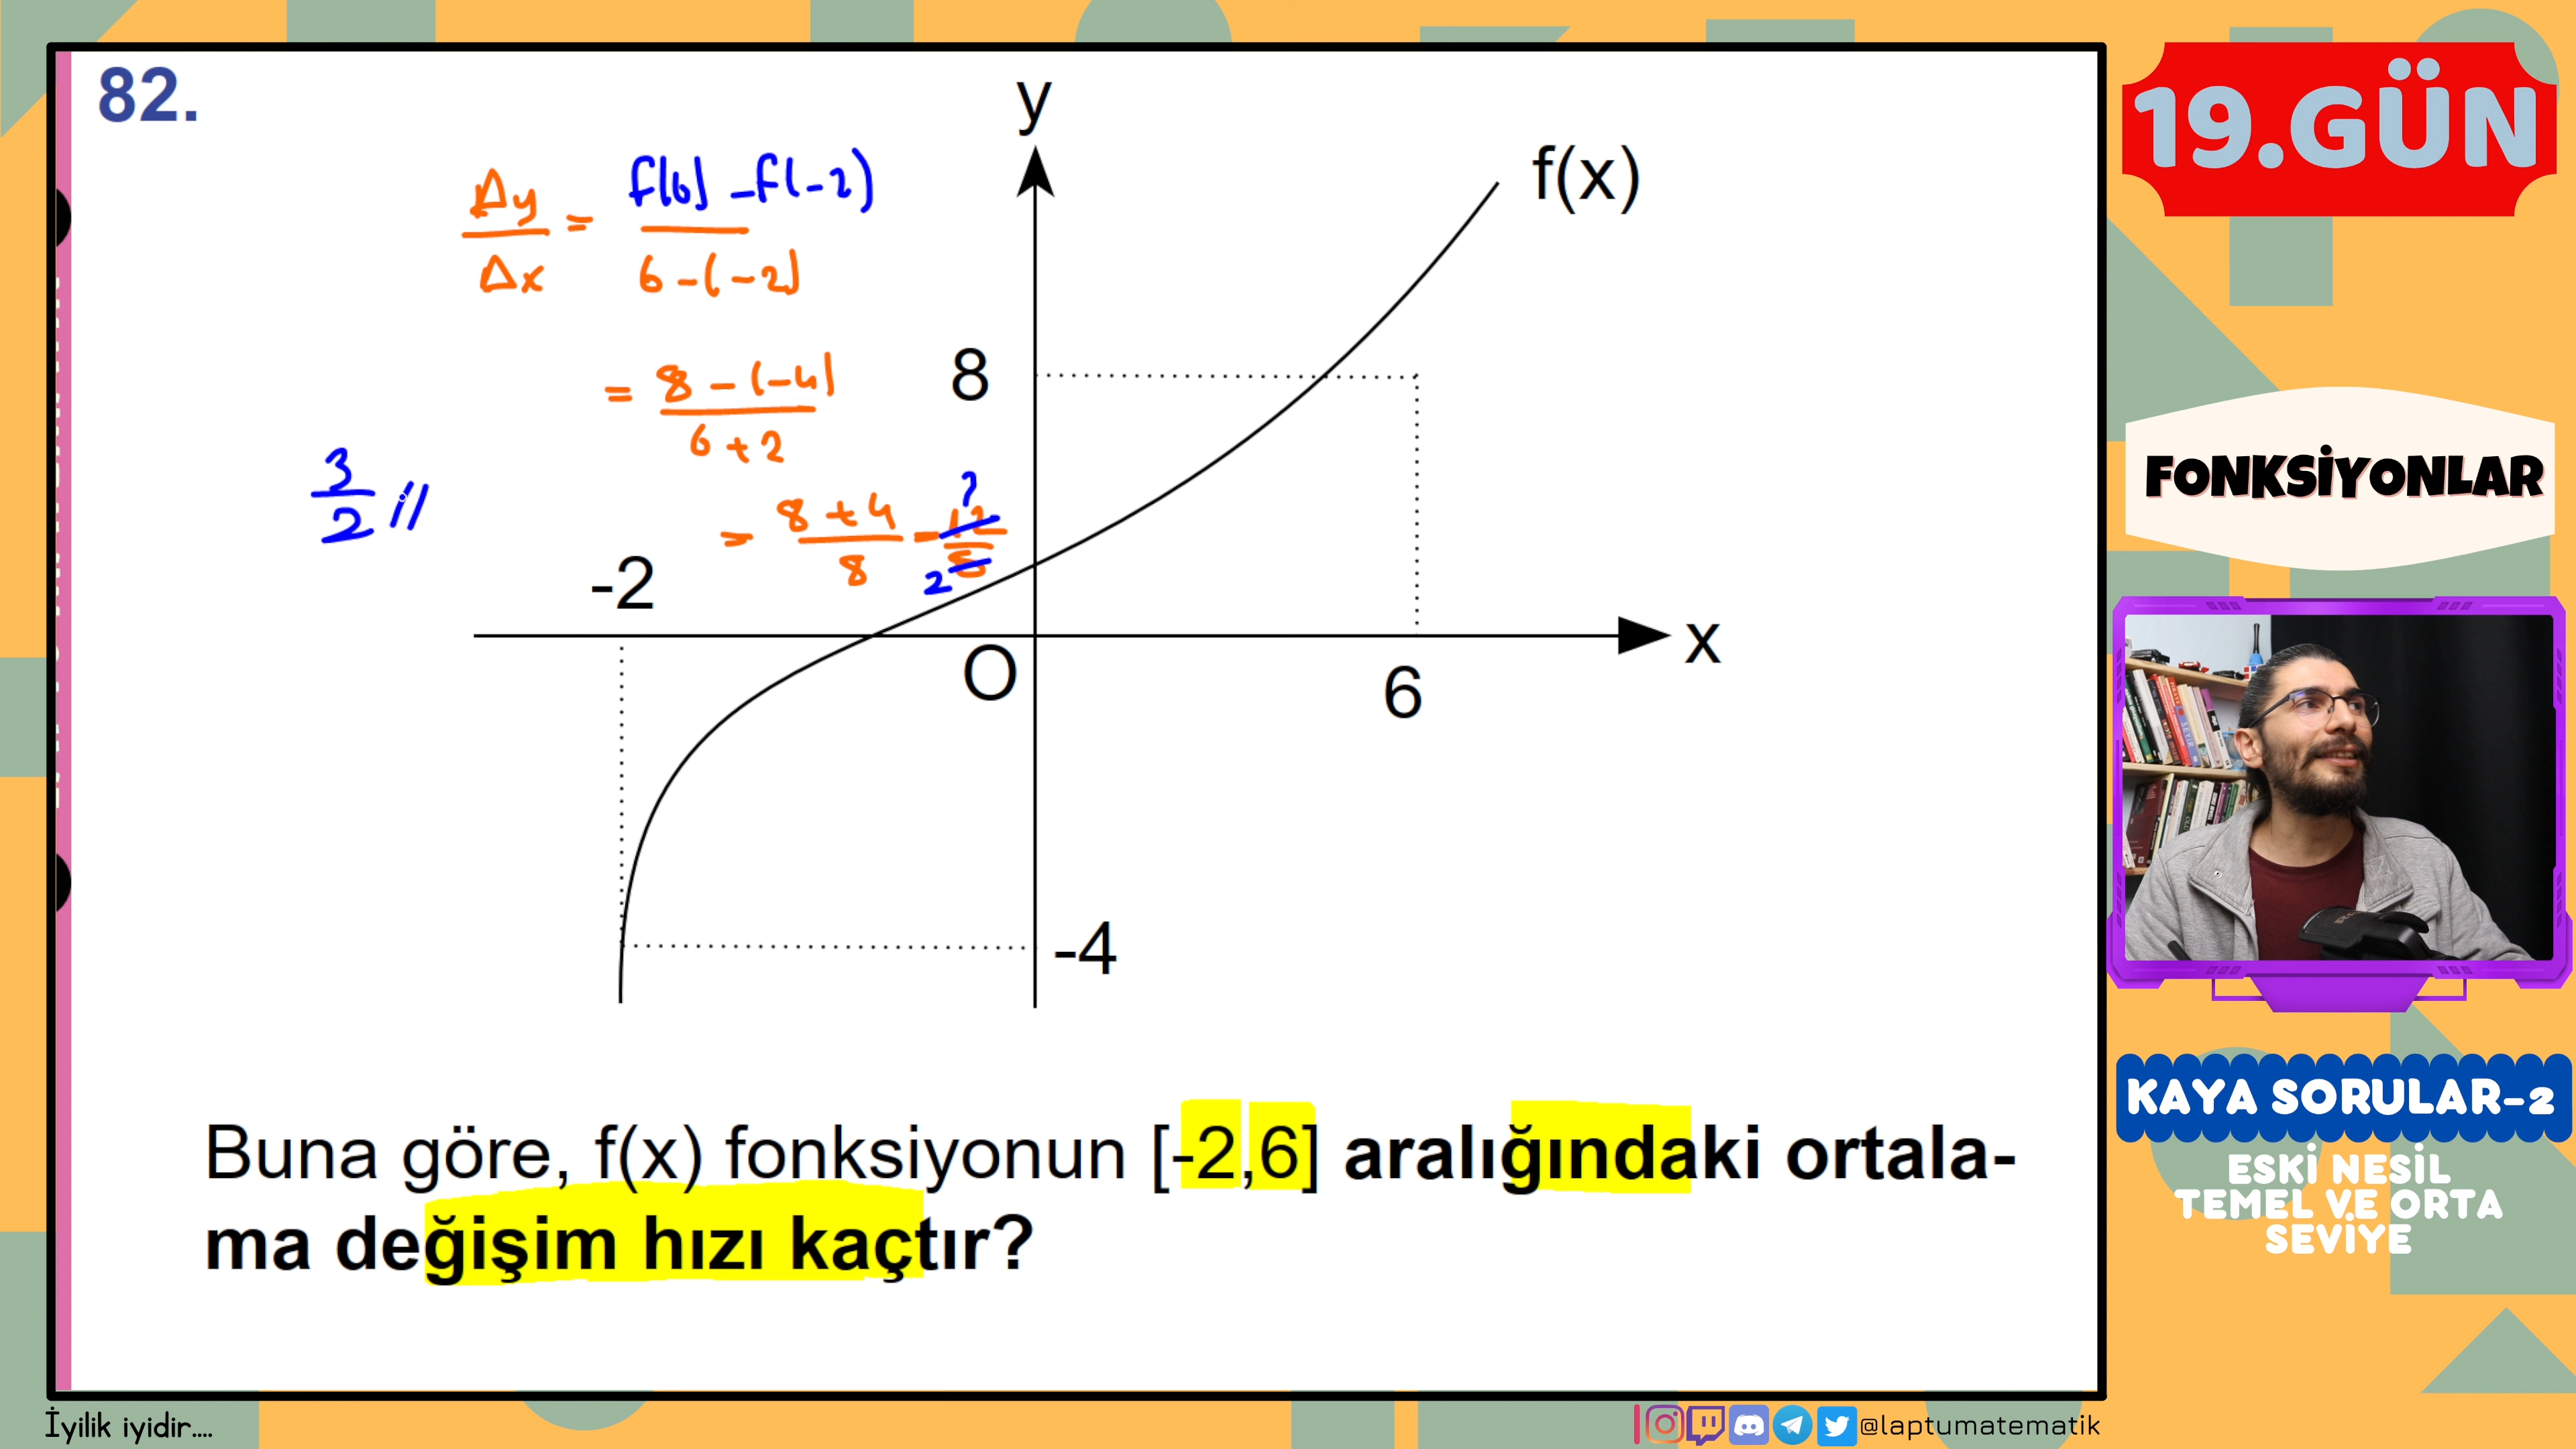 82.
y
f(x)
Δy/Δx = f(6) - f(-2) / 6-(-2)
= 8-(-4) / 6+2
= 8+4 / 8 = 12/8
2
3/2 //
8
-2
O
x
6
-4
Buna göre, f(x) fonksiyonun [-2,6] aralığındaki ortala-
ma değişim hızı kaçtır?
19.GÜN
FONKSİYONLAR
KAYA SORULAR-2
ESKİ NESİL
TEMEL VE ORTA
SEVİYE
İyilik iyidir....
@laptumatematik